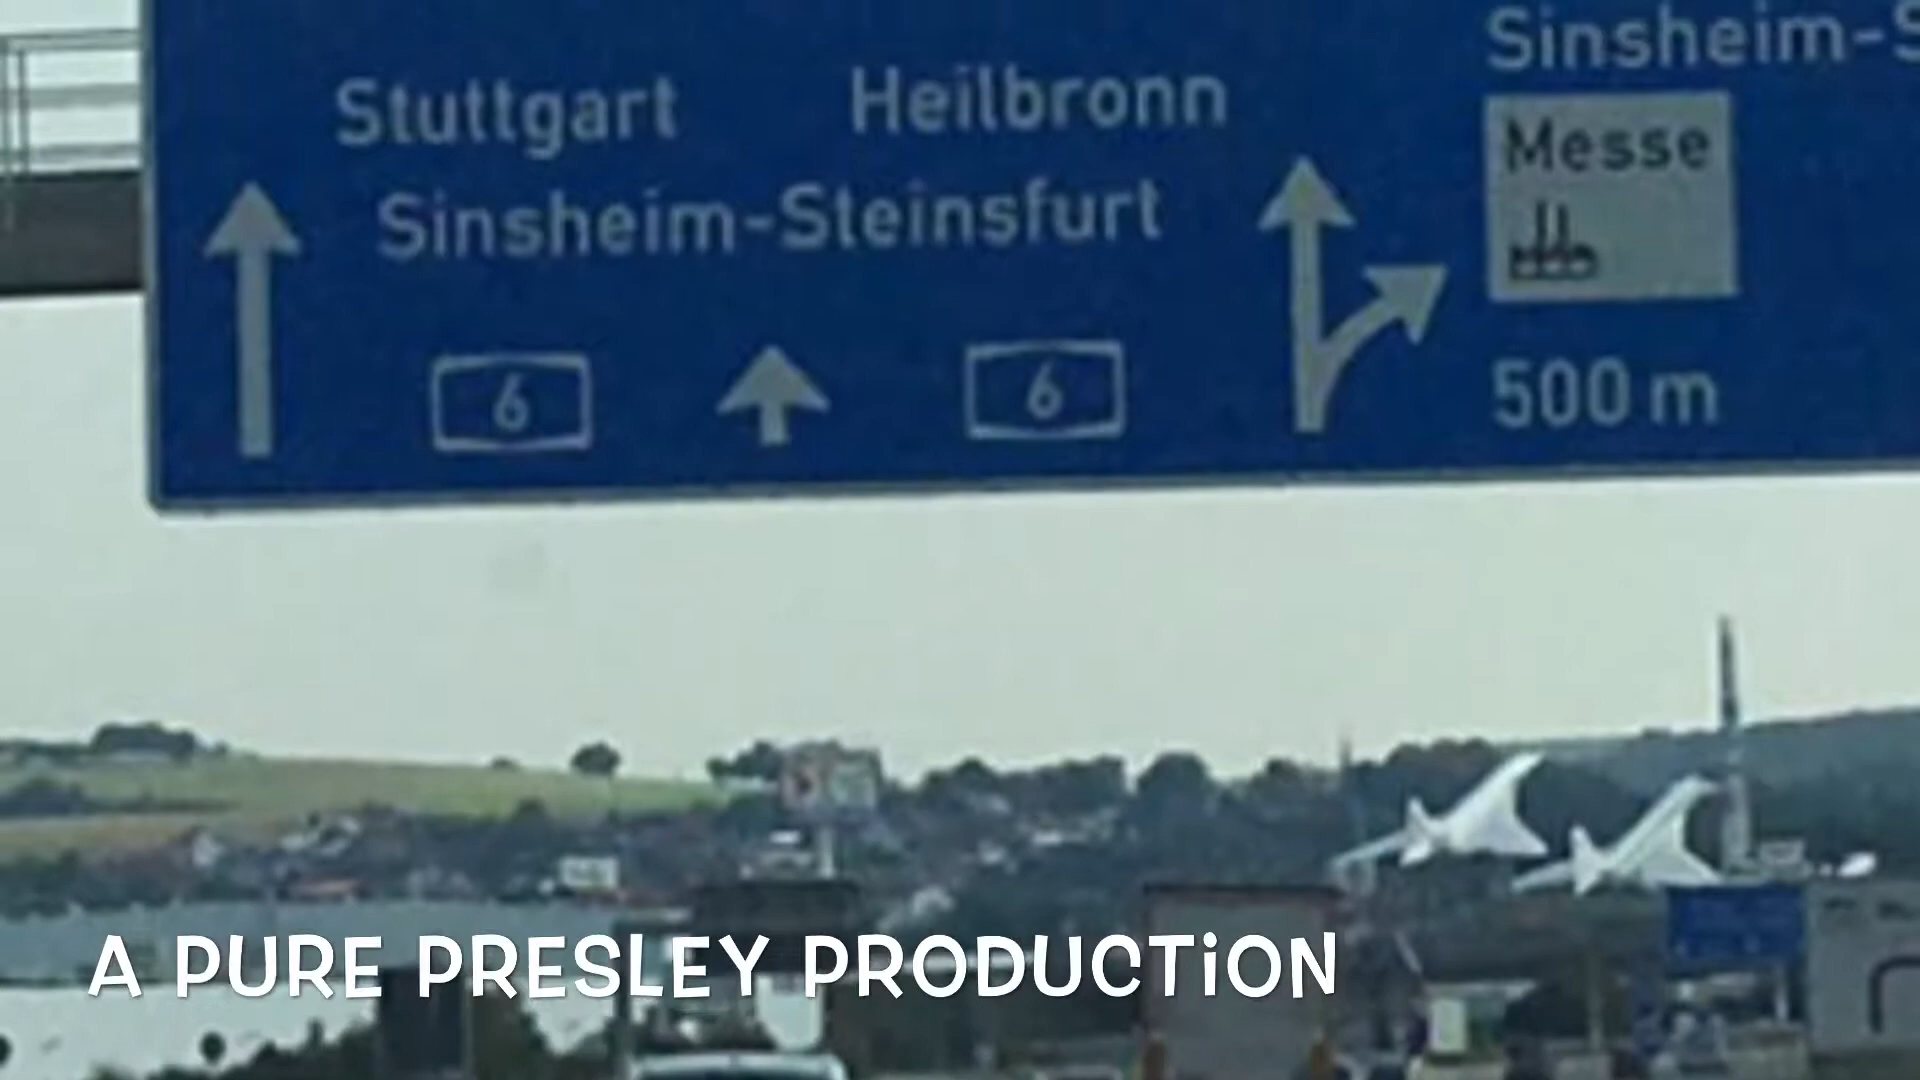 Stuttgart Heilbronn
Sinsheim-Steinsfurt
6 6
Sinsheim-S
Messe
500 m
A PURE PRESLEY PRODUCTION